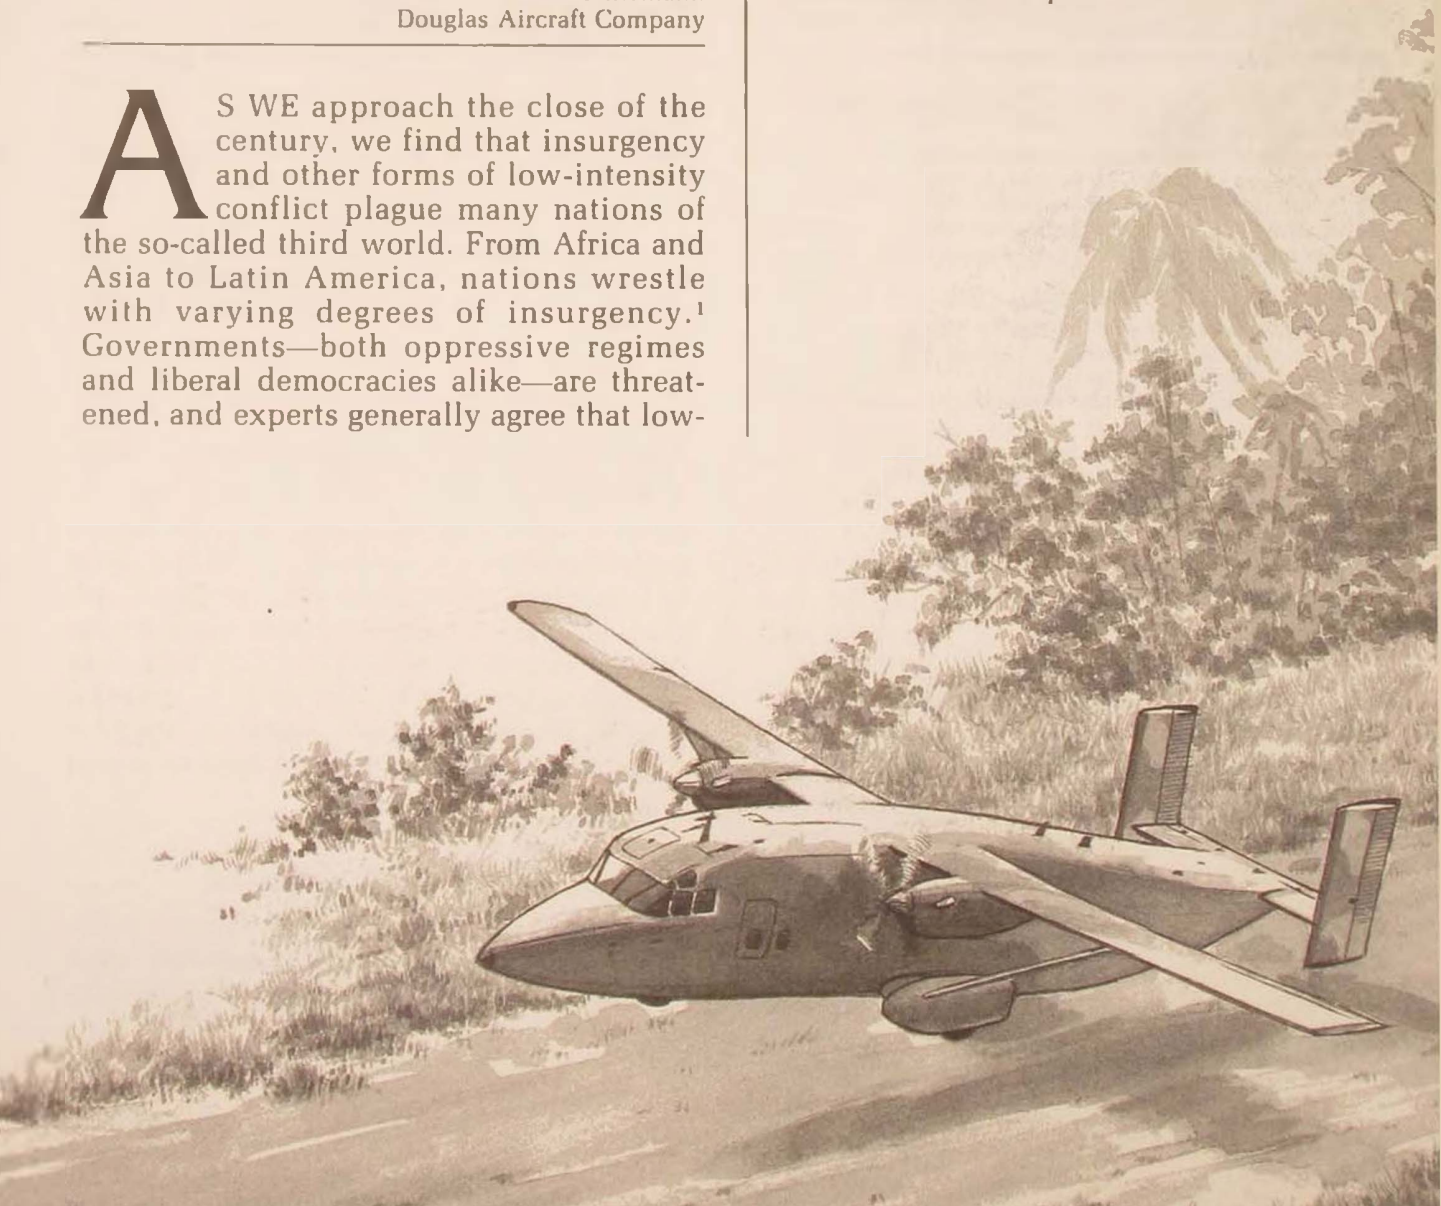 Douglas Aircraft Company
AS WE approach the close of the
century, we find that insurgency
and other forms of low-intensity
conflict plague many nations of
the so-called third world. From Africa and
Asia to Latin America, nations wrestle
with varying degrees of insurgency.¹
Governments—both oppressive regimes
and liberal democracies alike—are threat-
ened, and experts generally agree that low-